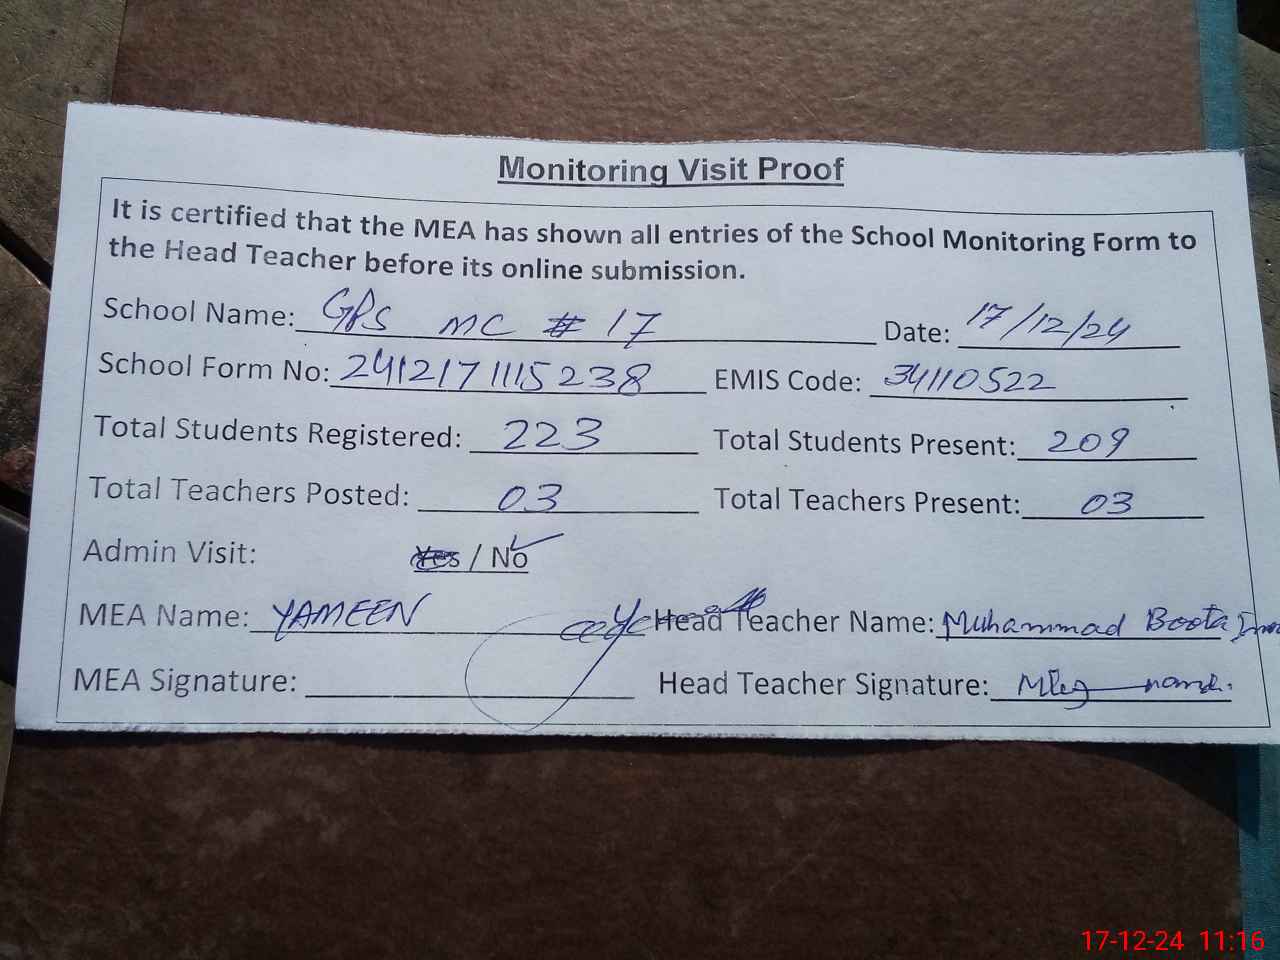 Monitoring Visit Proof
It is certified that the MEA has shown all entries of the School Monitoring Form to
the Head Teacher before its online submission.
School Name: GPS MC # 17 Date: 17/12/24
School Form No: 2412171115238 EMIS Code: 34110522
Total Students Registered: 223 Total Students Present: 209
Total Teachers Posted: 03 Total Teachers Present: 03
Admin Visit: Yes / No
MEA Name: YAMEEN Head Teacher Name: Muhammad Boota
MEA Signature: Head Teacher Signature:
17-12-24 11:16